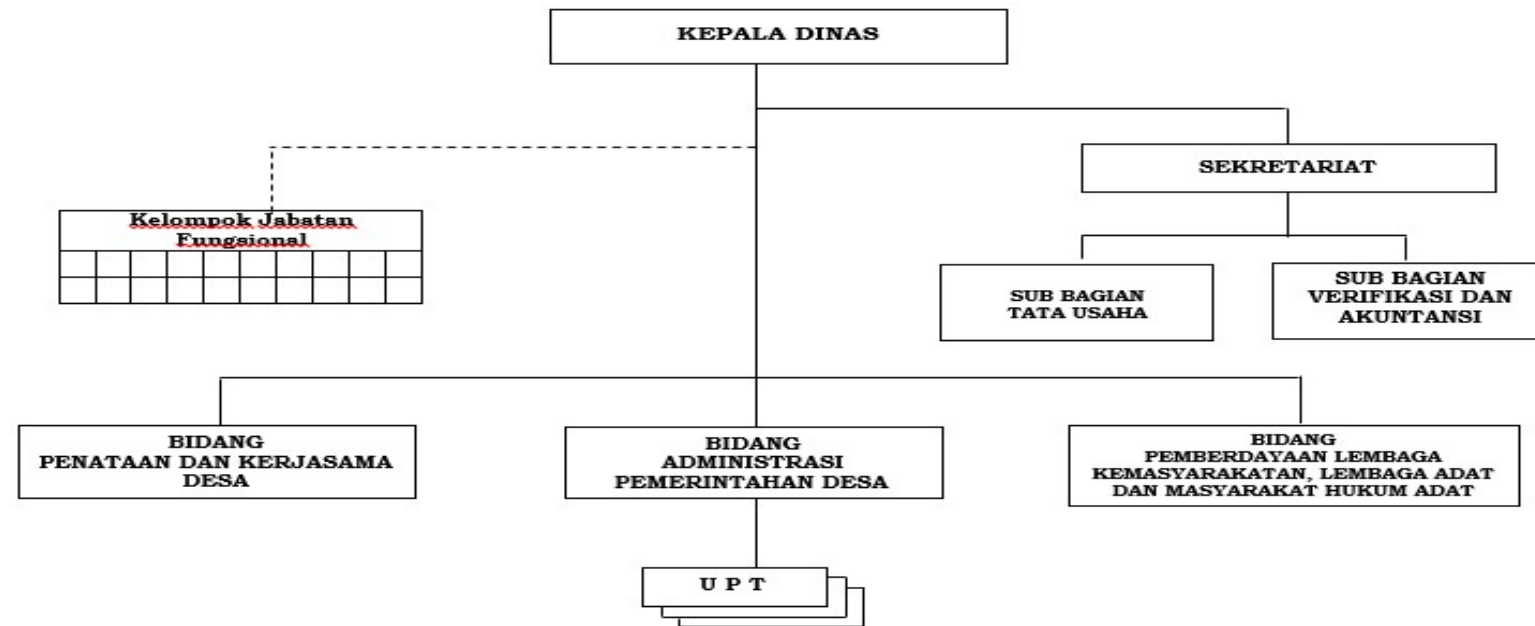 KEPALA DINAS
SEKRETARIAT
Kelompok Jabatan
Fungsional
SUB BAGIAN
TATA USAHA
SUB BAGIAN
VERIFIKASI DAN
AKUNTANSI
BIDANG
PENATAAN DAN KERJASAMA
DESA
BIDANG
ADMINISTRASI
PEMERINTAHAN DESA
BIDANG
PEMBERDAYAAN LEMBAGA
KEMASYARAKATAN, LEMBAGA ADAT
DAN MASYARAKAT HUKUM ADAT
U P T